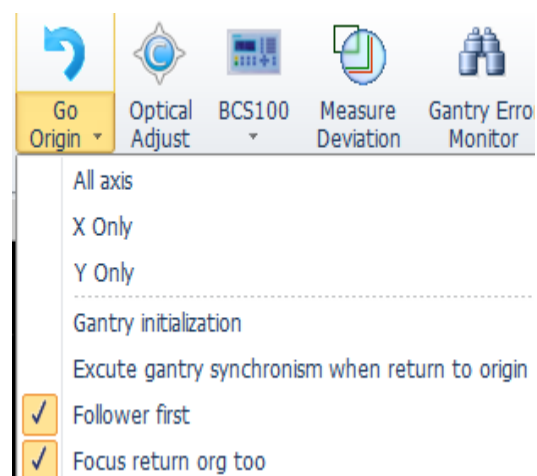 Go Origin
Optical Adjust
BCS100
Measure Deviation
Gantry Erro
Monitor
All axis
X Only
Y Only
Gantry initialization
Excute gantry synchronism when return to origin
Follower first
Focus return org too